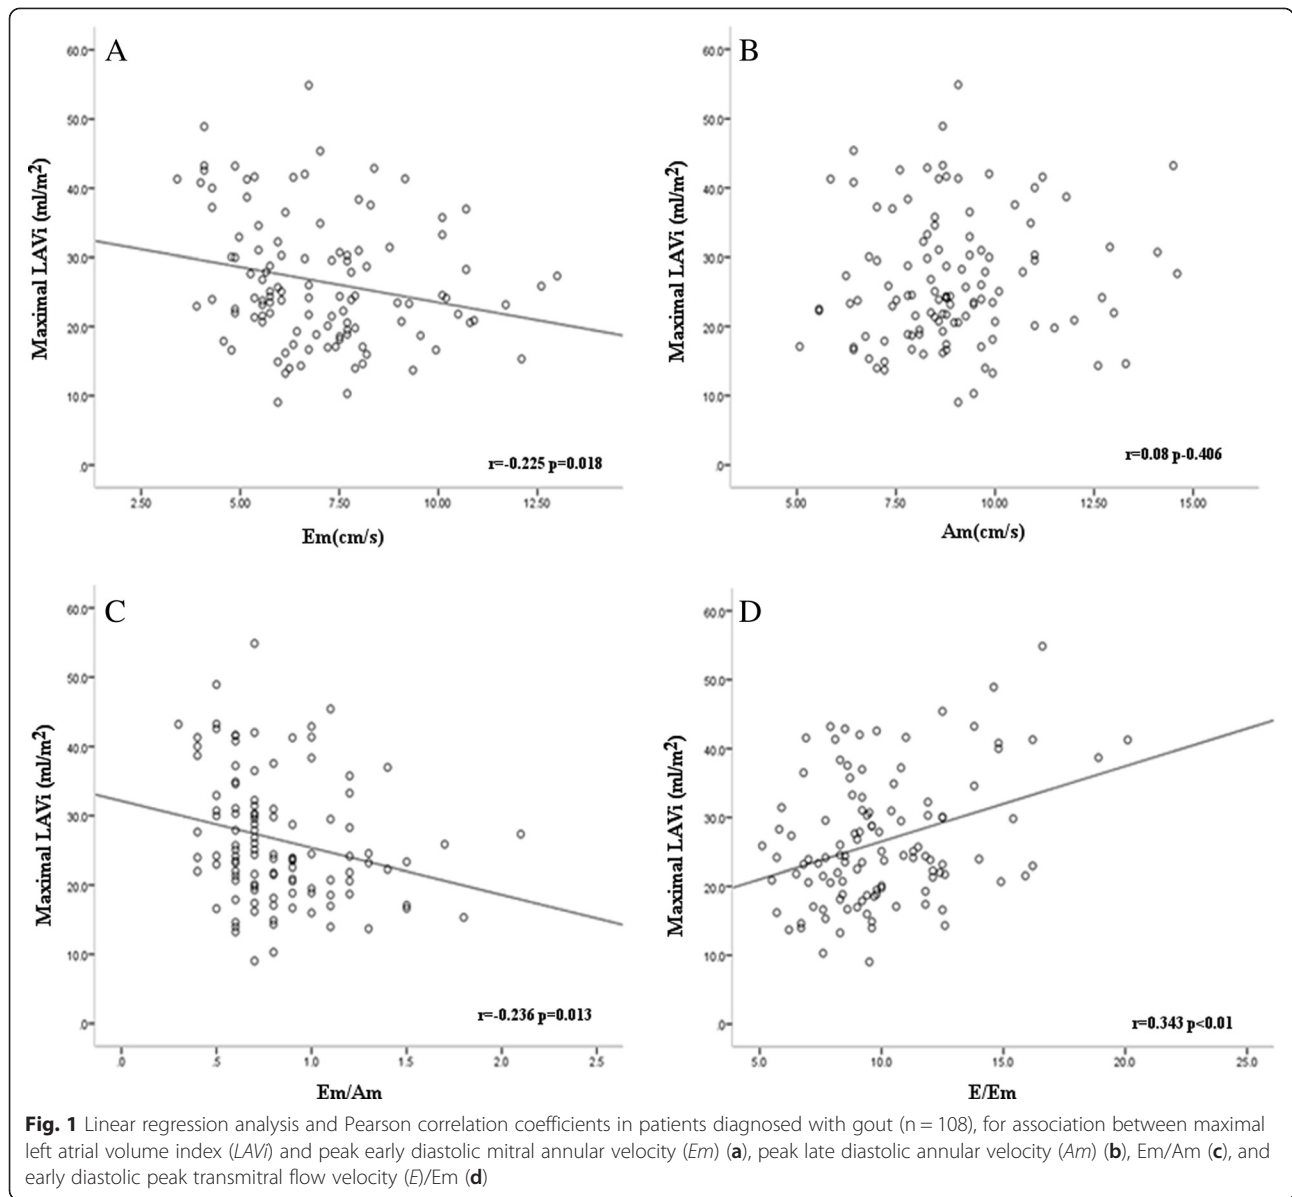 A
60.0
50.0
40.0
30.0
20.0
10.0
.0
Maximal LAVi (ml/m²)
r=-0.225 p=0.018
2.50 5.00 7.50 10.00 12.50
Em(cm/s)
B
60.0
50.0
40.0
30.0
20.0
10.0
.0
Maximal LAVi (ml/m²)
r=0.08 p-0.406
5.00 7.50 10.00 12.50 15.00
Am(cm/s)
C
60.0
50.0
40.0
30.0
20.0
10.0
.0
Maximal LAVi (ml/m²)
r=-0.236 p=0.013
.0 .5 1.0 1.5 2.0 2.5
Em/Am
D
60.0
50.0
40.0
30.0
20.0
10.0
.0
Maximal LAVi (ml/m²)
r=0.343 p<0.01
5.0 10.0 15.0 20.0 25.0
E/Em
Fig. 1 Linear regression analysis and Pearson correlation coefficients in patients diagnosed with gout (n = 108), for association between maximal
left atrial volume index (LAVi) and peak early diastolic mitral annular velocity (Em) (a), peak late diastolic annular velocity (Am) (b), Em/Am (c), and
early diastolic peak transmitral flow velocity (E)/Em (d)